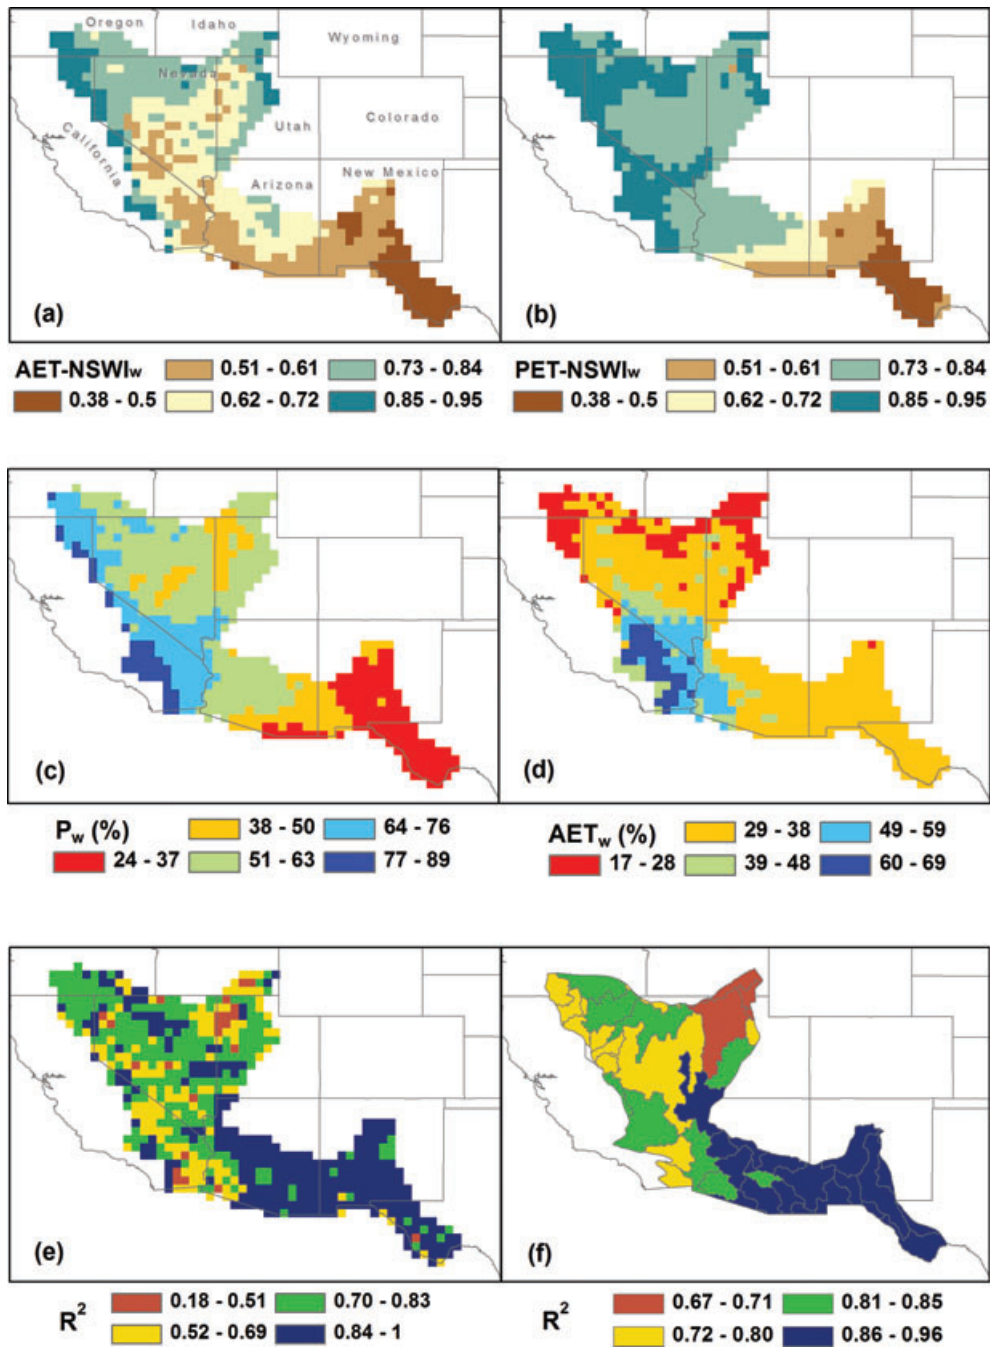 Oregon
Idaho
Wyoming
Nevada
California
Utah
Colorado
Arizona
New Mexico
(a)
(b)
AET-NSWIw
0.51 - 0.61
0.73 - 0.84
0.38 - 0.5
0.62 - 0.72
0.85 - 0.95
PET-NSWIw
0.51 - 0.61
0.73 - 0.84
0.38 - 0.5
0.62 - 0.72
0.85 - 0.95
(c)
(d)
Pw (%)
38 - 50
64 - 76
24 - 37
51 - 63
77 - 89
AETw (%)
29 - 38
49 - 59
17 - 28
39 - 48
60 - 69
(e)
(f)
R2
0.18 - 0.51
0.70 - 0.83
0.52 - 0.69
0.84 - 1
R2
0.67 - 0.71
0.81 - 0.85
0.72 - 0.80
0.86 - 0.96